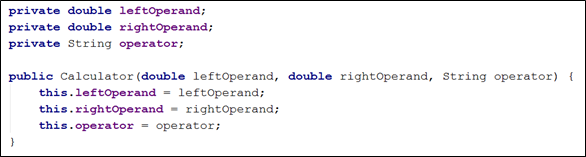 private double leftOperand;
private double rightOperand;
private String operator;

public Calculator(double leftOperand, double rightOperand, String operator) {
    this.leftOperand = leftOperand;
    this.rightOperand = rightOperand;
    this.operator = operator;
}